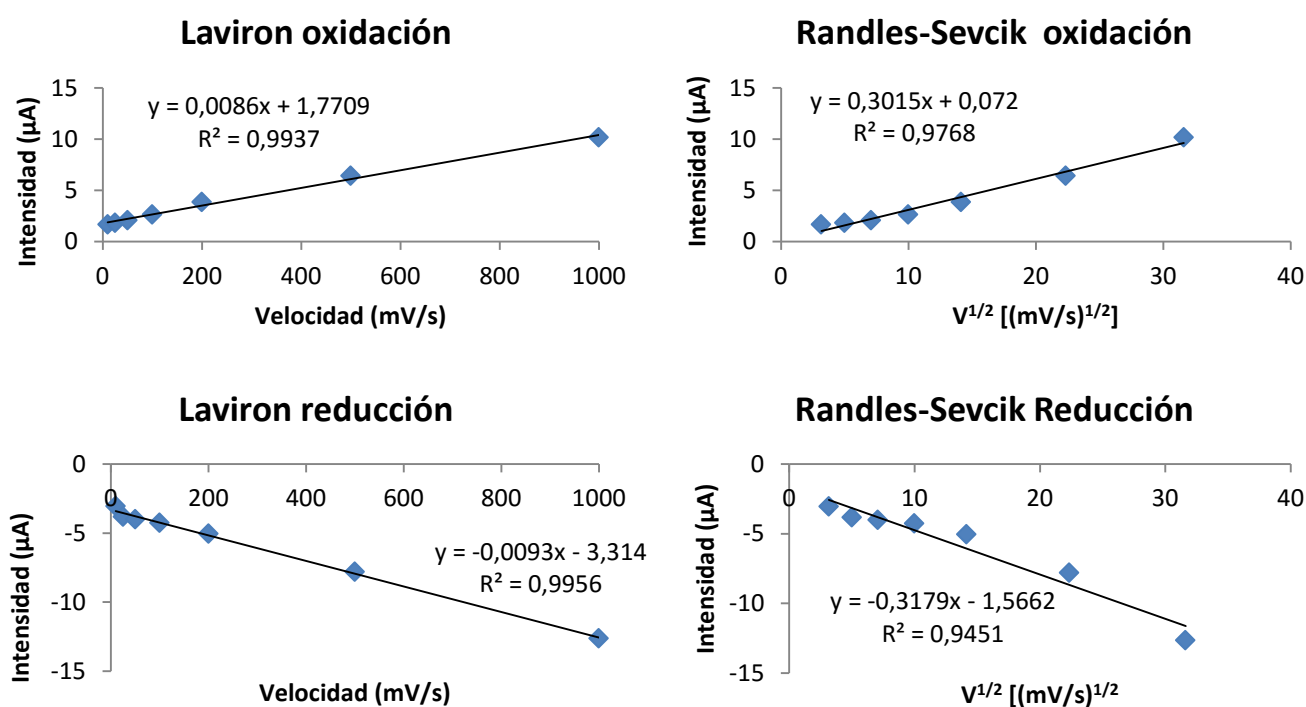 Laviron oxidación
15
10
5
0
Intensidad (µA)
y = 0,0086x + 1,7709
R² = 0,9937
0 200 400 600 800 1000
Velocidad (mV/s)
Randles-Sevcik oxidación
15
10
5
0
Intensidad (µA)
y = 0,3015x + 0,072
R² = 0,9768
0 10 20 30 40
V¹/² [(mV/s)¹/²]
Laviron reducción
0 200 400 600 800 1000
0
-5
-10
-15
Intensidad (µA)
y = -0,0093x - 3,314
R² = 0,9956
Velocidad (mV/s)
Randles-Sevcik Reducción
0 10 20 30 40
0
-5
-10
-15
Intensidad (µA)
y = -0,3179x - 1,5662
R² = 0,9451
V¹/² [(mV/s)¹/²